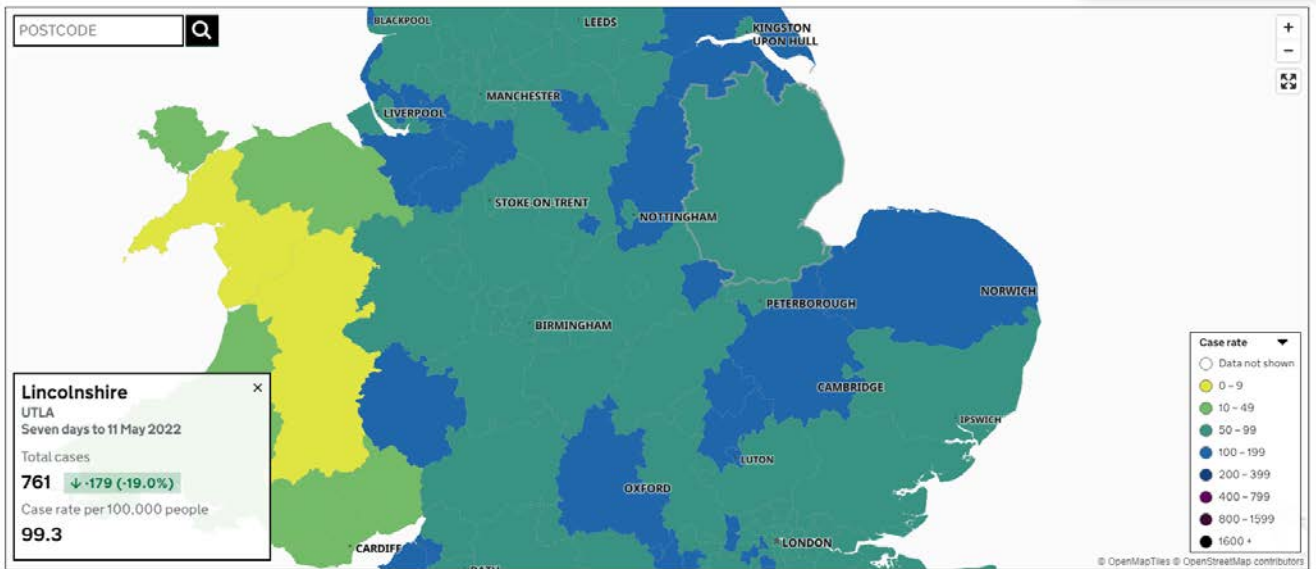 POSTCODE
BLACKPOOL
LEEDS
KINGSTON
UPON HULL
+
−
MANCHESTER
LIVERPOOL
STOKE ON TRENT
NOTTINGHAM
NORWICH
PETERBOROUGH
BIRMINGHAM
CAMBRIDGE
IPSWICH
LUTON
OXFORD
LONDON
CARDIFF
BATH
Lincolnshire
×
UTLA
Seven days to 11 May 2022
Total cases
761 ↓ -179 (-19.0%)
Case rate per 100,000 people
99.3
Case rate ▼
Data not shown
0 – 9
10 – 49
50 – 99
100 – 199
200 – 399
400 – 799
800 – 1599
1600 +
© OpenMapTiles © OpenStreetMap contributors